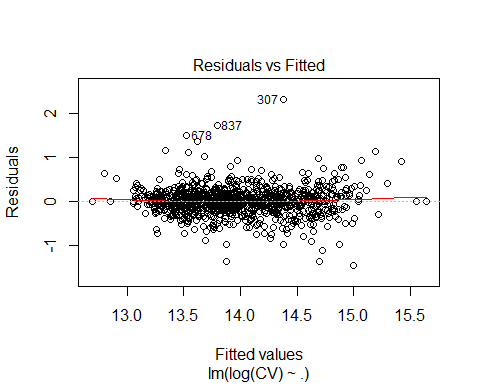 Residuals vs Fitted
Residuals
2
1
0
-1
307
837
678
13.0 13.5 14.0 14.5 15.0 15.5
Fitted values
lm(log(CV) ~ .)